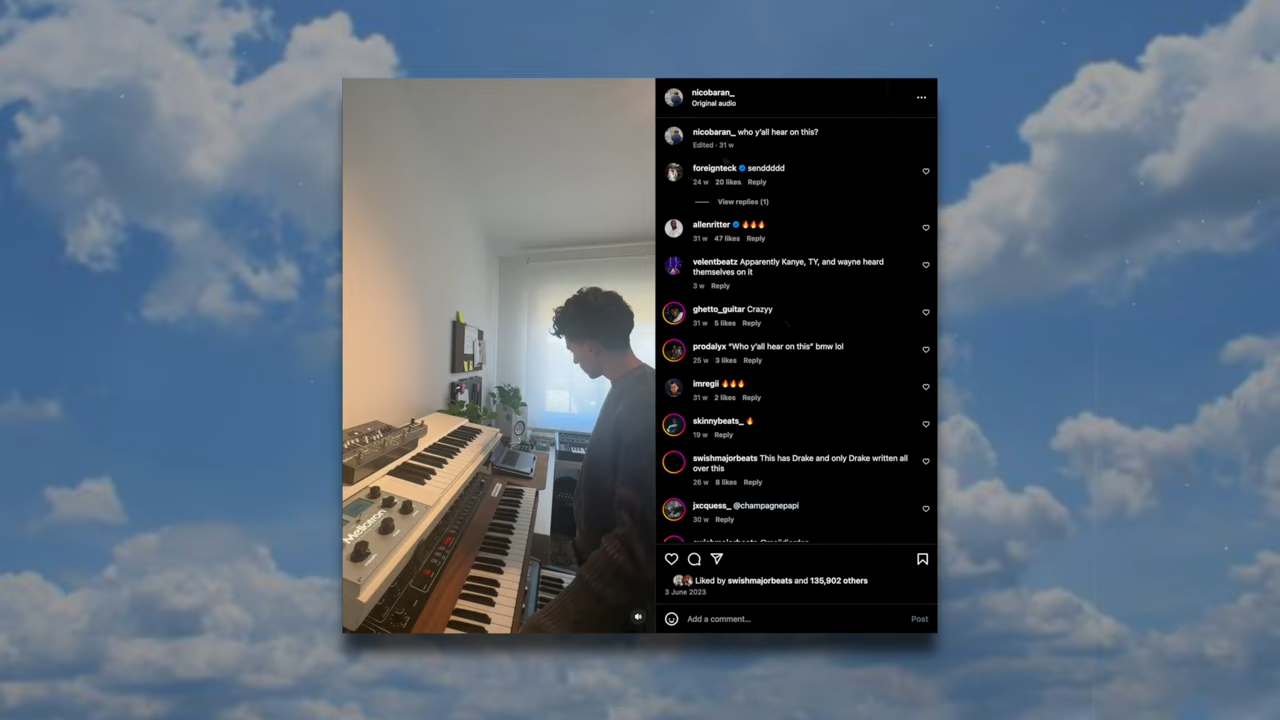 nicobaran_
Original audio
nicobaran_ who y'all hear on this?
Edited · 31 w
foreignteck senddddd
24 w 20 likes Reply
View replies (1)
allenritter 🔥🔥🔥
31 w 47 likes Reply
velentbeatz Apparently Kanye, TY, and wayne heard
themselves on it
3 w Reply
ghetto_guitar Crazyy
31 w 5 likes Reply
prodalyx “Who y'all hear on this” bmw lol
25 w 3 likes Reply
imregii 🔥🔥🔥
31 w 2 likes Reply
skinnybeats_ 🔥
19 w Reply
swishmajorbeats This has Drake and only Drake written all
over this
26 w 8 likes Reply
jxcquess_ @champagnepapi
30 w Reply
Liked by swishmajorbeats and 135,902 others
3 June 2023
Add a comment...
Post
Mellotron